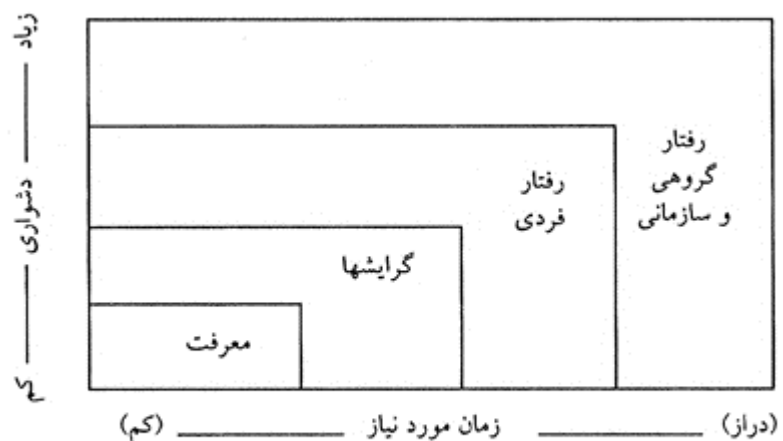 زیاد
دشواری
کم
رفتار
گروهی
و سازمانی
رفتار
فردی
گرایشها
معرفت
(دراز) زمان مورد نیاز (کم)